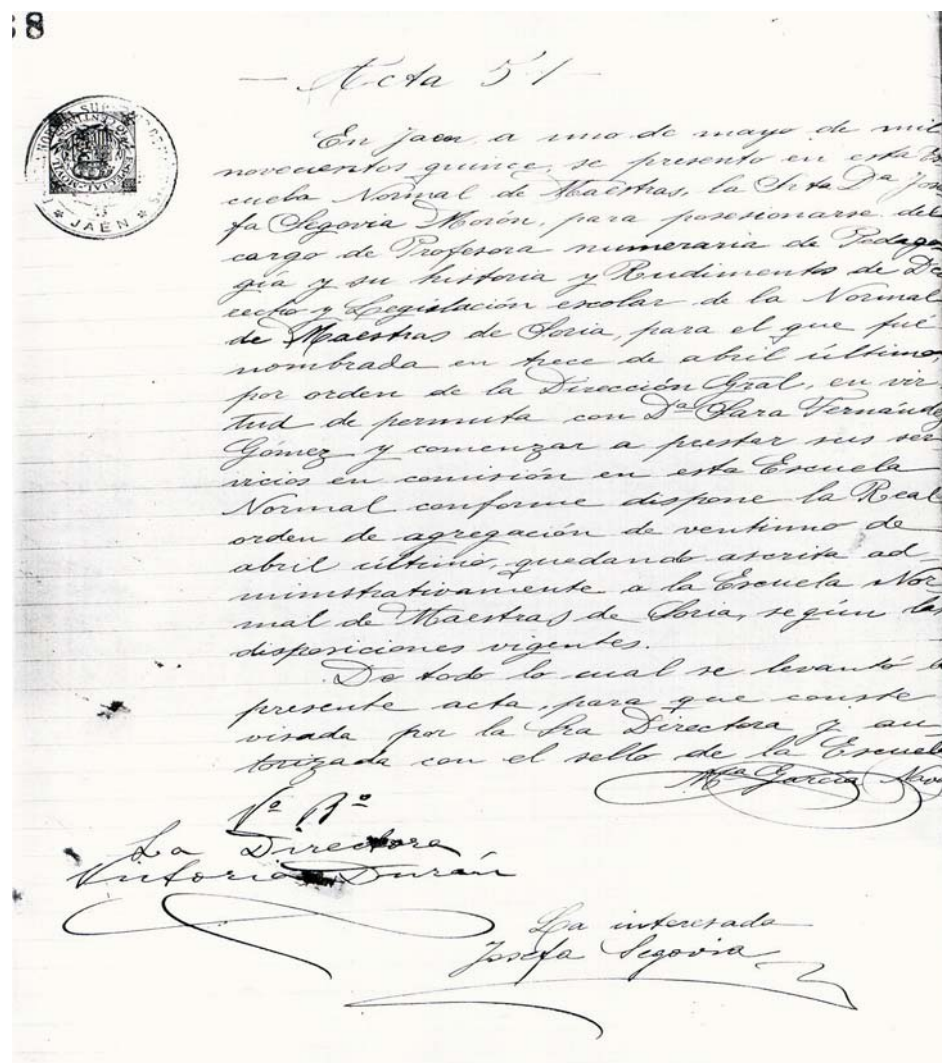 38
— Acta 51 —
En Jaen, a uno de mayo de mil
novecientos quince, se presentó en esta Es
cuela Normal de Maestras, la Srta Dª Jose
fa Segovia Morón, para posesionarse del
cargo de Profesora numeraria de Pedago
gía y su historia y Rudimentos de De
recho y Legislación escolar de la Normal
de Maestras de Soria, para el que fué
nombrada en trece de abril último,
por orden de la Dirección Gral, en vir
tud de permuta con Dª Sara Fernández
Gómez y comenzar a prestar sus ser
vicios en comisión en esta Escuela
Normal conforme dispone la Real
orden de agregación de ventinno de
abril último, quedando ascrita ad-
ministrativamente a la Escuela Nor
mal de Maestras de Soria, según las
disposiciones vigentes.
De todo lo cual se levantó la
presente acta, para que conste
visada por la Sra Directora y au
torizada con el sello de la Escuela
Mª García
Vº Bº
La Directora
Victoria Durán
La interesada
Josefa Segovia
JAÉN